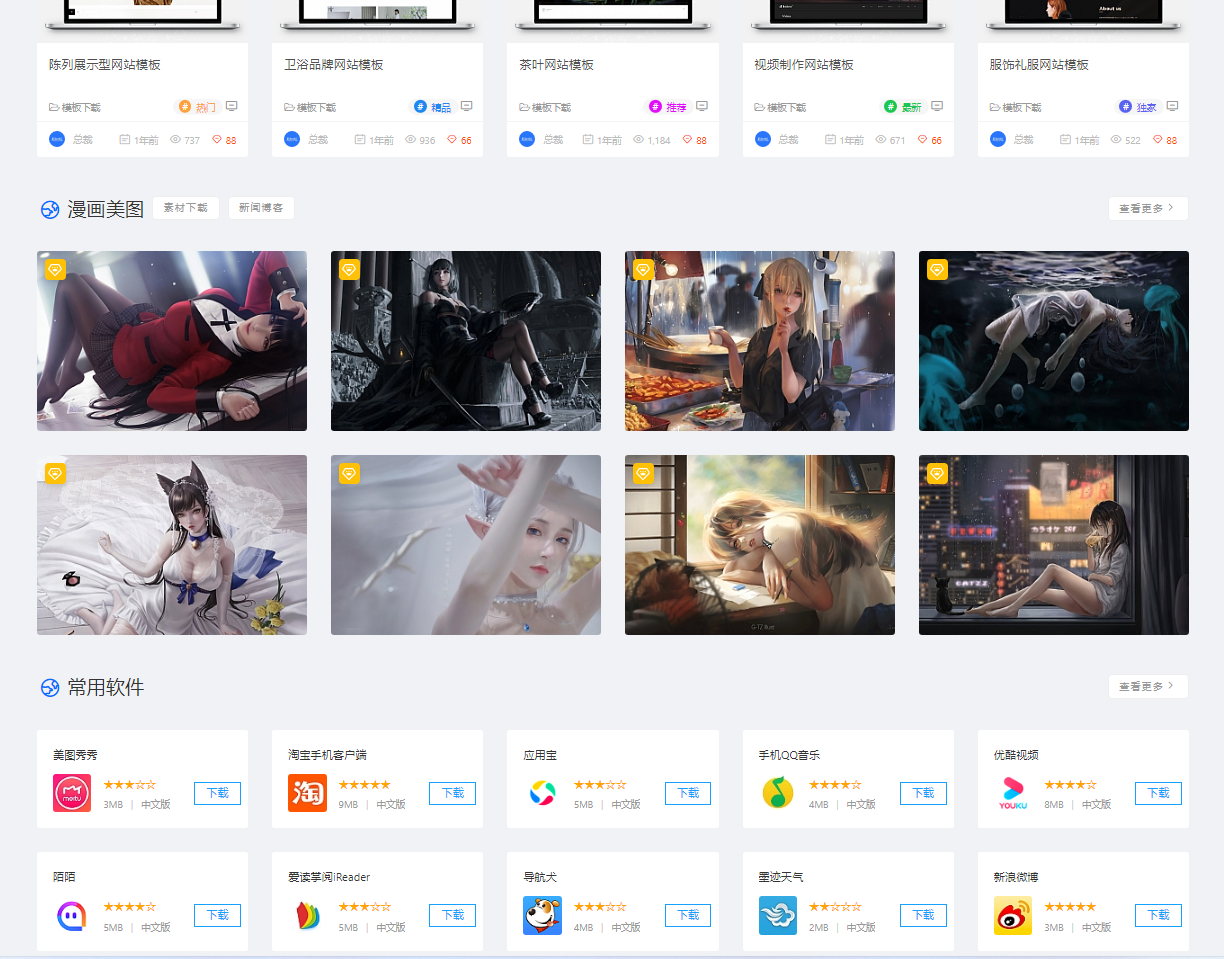 About us
陈列展示型网站模板
卫浴品牌网站模板
茶叶网站模板
视频制作网站模板
服饰礼服网站模板
模板下载 # 热门
模板下载 # 精品
模板下载 # 推荐
模板下载 # 最新
模板下载 # 独家
总裁 1年前 737 88
总裁 1年前 936 66
总裁 1年前 1,184 88
总裁 1年前 671 66
总裁 1年前 522 88
漫画美图 素材下载 新闻博客 查看更多
常用软件 查看更多
美图秀秀
meitu
3MB | 中文版
下载
淘宝手机客户端
淘
9MB | 中文版
下载
应用宝
5MB | 中文版
下载
手机QQ音乐
4MB | 中文版
下载
优酷视频
YOUKU
8MB | 中文版
下载
陌陌
5MB | 中文版
下载
爱读掌阅iReader
5MB | 中文版
下载
导航犬
4MB | 中文版
下载
墨迹天气
2MB | 中文版
下载
新浪微博
3MB | 中文版
下载